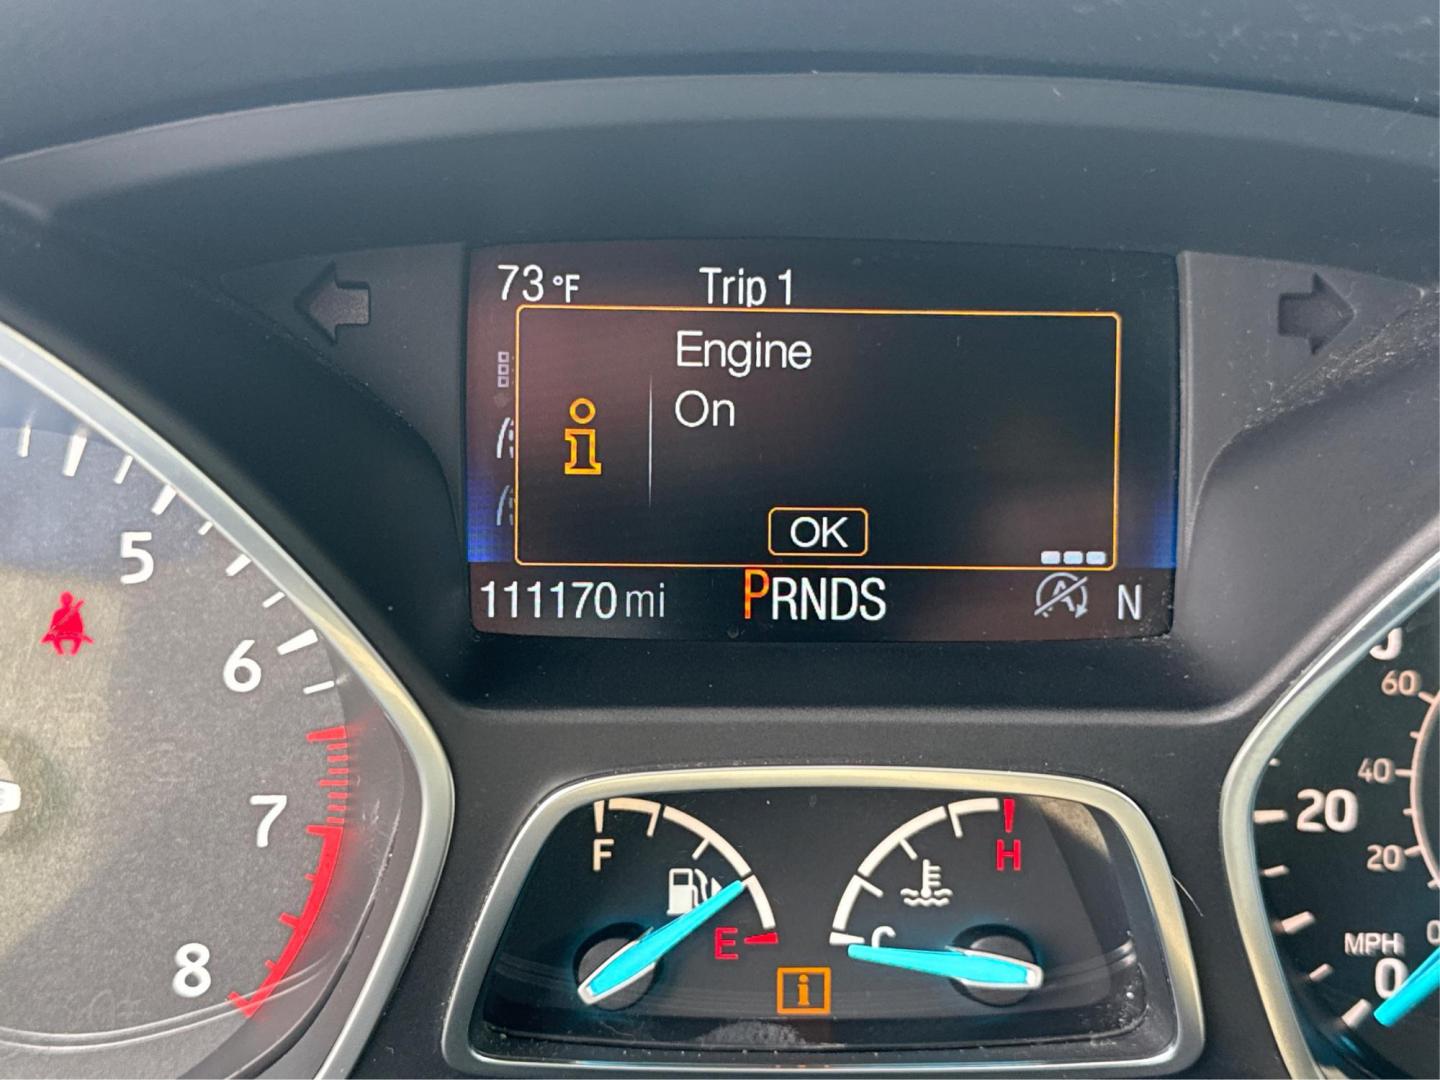 73 °F Trip 1
Engine
On
OK
111170 mi PRNDS N
5
6
7
8
F
E
H
C
60
40
20
20
MPH
0
0